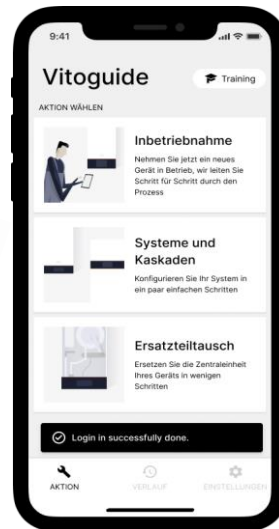 9:41
Vitoguide
Training
AKTION WÄHLEN
Inbetriebnahme
Nehmen Sie jetzt ein neues
Gerät in Betrieb, wir leiten Sie
Schritt für Schritt durch den
Prozess
Systeme und
Kaskaden
Konfigurieren Sie Ihr System in
ein paar einfachen Schritten
Ersatzteiltausch
Ersetzen Sie die Zentraleinheit
Ihres Geräts in wenigen
Schritten
Login in successfully done.
AKTION
VERLAUF
EINSTELLUNGEN